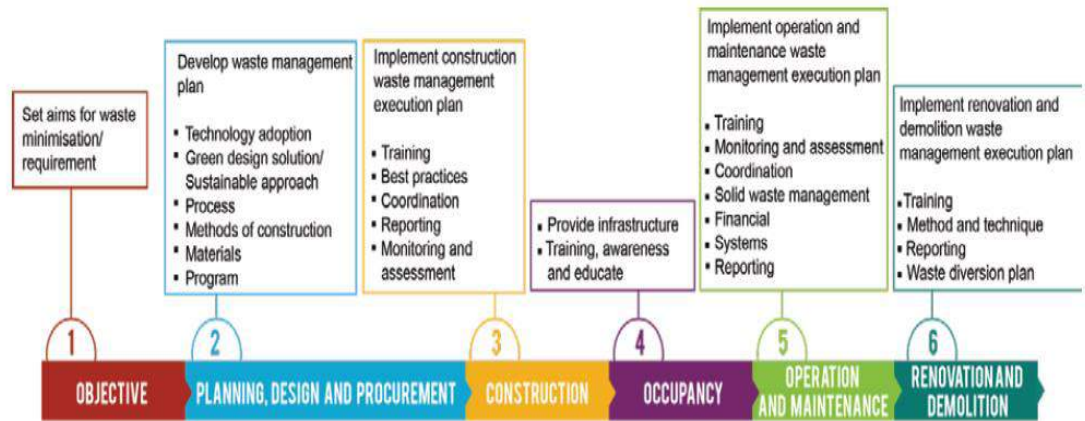 Set aims for waste
minimisation/
requirement
Develop waste management
plan
▪ Technology adoption
▪ Green design solution/
Sustainable approach
▪ Process
▪ Methods of construction
▪ Materials
▪ Program
Implement construction
waste management
execution plan
▪ Training
▪ Best practices
▪ Coordination
▪ Reporting
▪ Monitoring and
assessment
▪ Provide infrastructure
▪ Training, awareness
and educate
Implement operation and
maintenance waste
management execution plan
▪ Training
▪ Monitoring and assessment
▪ Coordination
▪ Solid waste management
▪ Financial
▪ Systems
▪ Reporting
Implement renovation and
demolition waste
management execution plan
▪ Training
▪ Method and technique
▪ Reporting
▪ Waste diversion plan
1
OBJECTIVE
2
PLANNING, DESIGN AND PROCUREMENT
3
CONSTRUCTION
4
OCCUPANCY
5
OPERATION
AND MAINTENANCE
6
RENOVATION AND
DEMOLITION